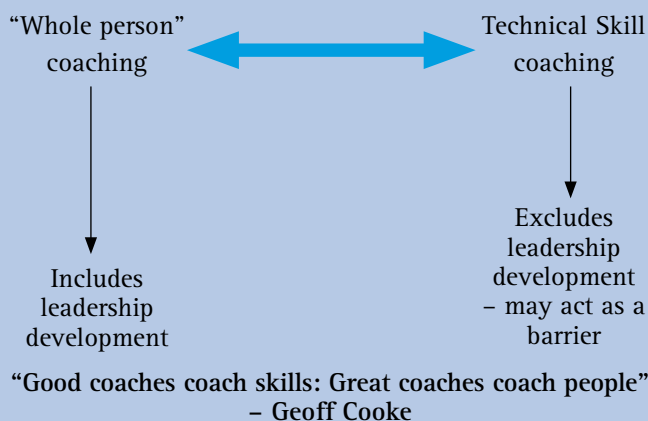 “Whole person”
coaching
Technical Skill
coaching
Includes
leadership
development
Excludes
leadership
development
– may act as a
barrier
“Good coaches coach skills: Great coaches coach people”
– Geoff Cooke